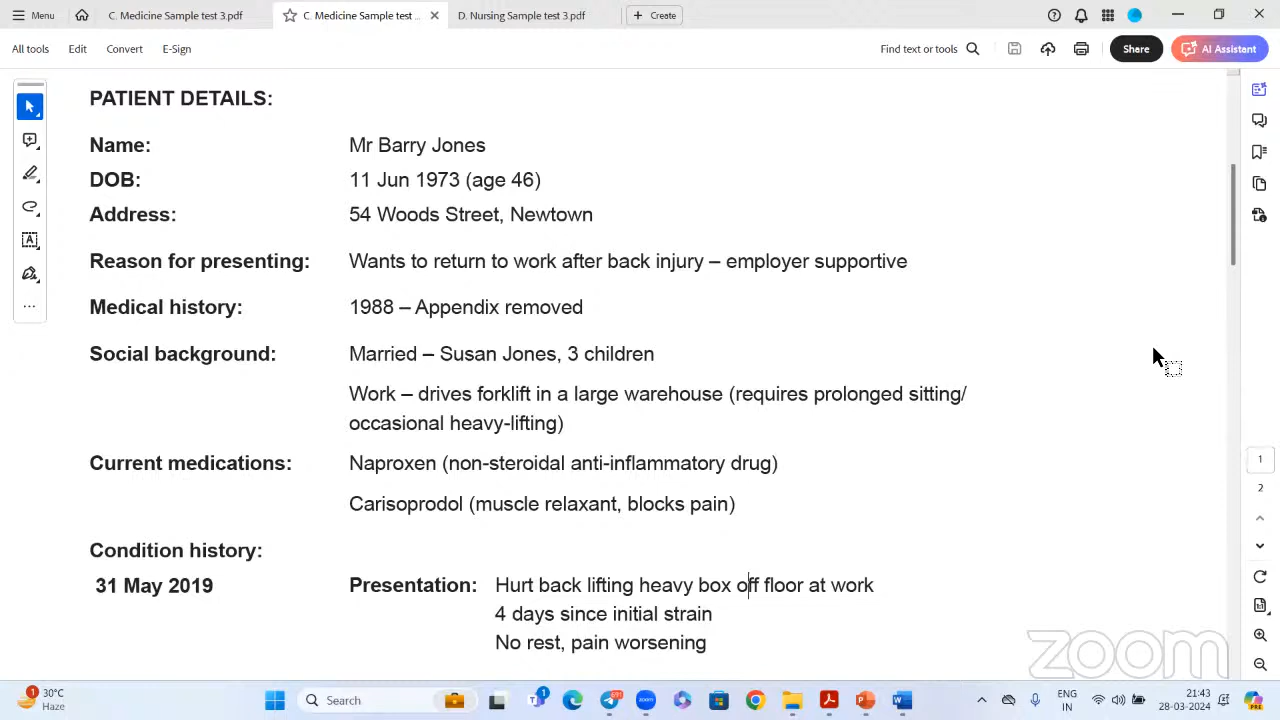 Menu
C. Medicine Sample test 3.pdf
C. Medicine Sample test ...
D. Nursing Sample test 3.pdf
Create
All tools
Edit
Convert
E-Sign
Find text or tools
Share
AI Assistant
PATIENT DETAILS:
Name: Mr Barry Jones
DOB: 11 Jun 1973 (age 46)
Address: 54 Woods Street, Newtown
Reason for presenting: Wants to return to work after back injury – employer supportive
Medical history: 1988 – Appendix removed
Social background: Married – Susan Jones, 3 children
Work – drives forklift in a large warehouse (requires prolonged sitting/
occasional heavy-lifting)
Current medications: Naproxen (non-steroidal anti-inflammatory drug)
Carisoprodol (muscle relaxant, blocks pain)
Condition history:
31 May 2019 Presentation: Hurt back lifting heavy box off floor at work
4 days since initial strain
No rest, pain worsening
1
2
zoom
1
30°C
Haze
Search
1
691
zoom
ENG
IN
21:43
28-03-2024